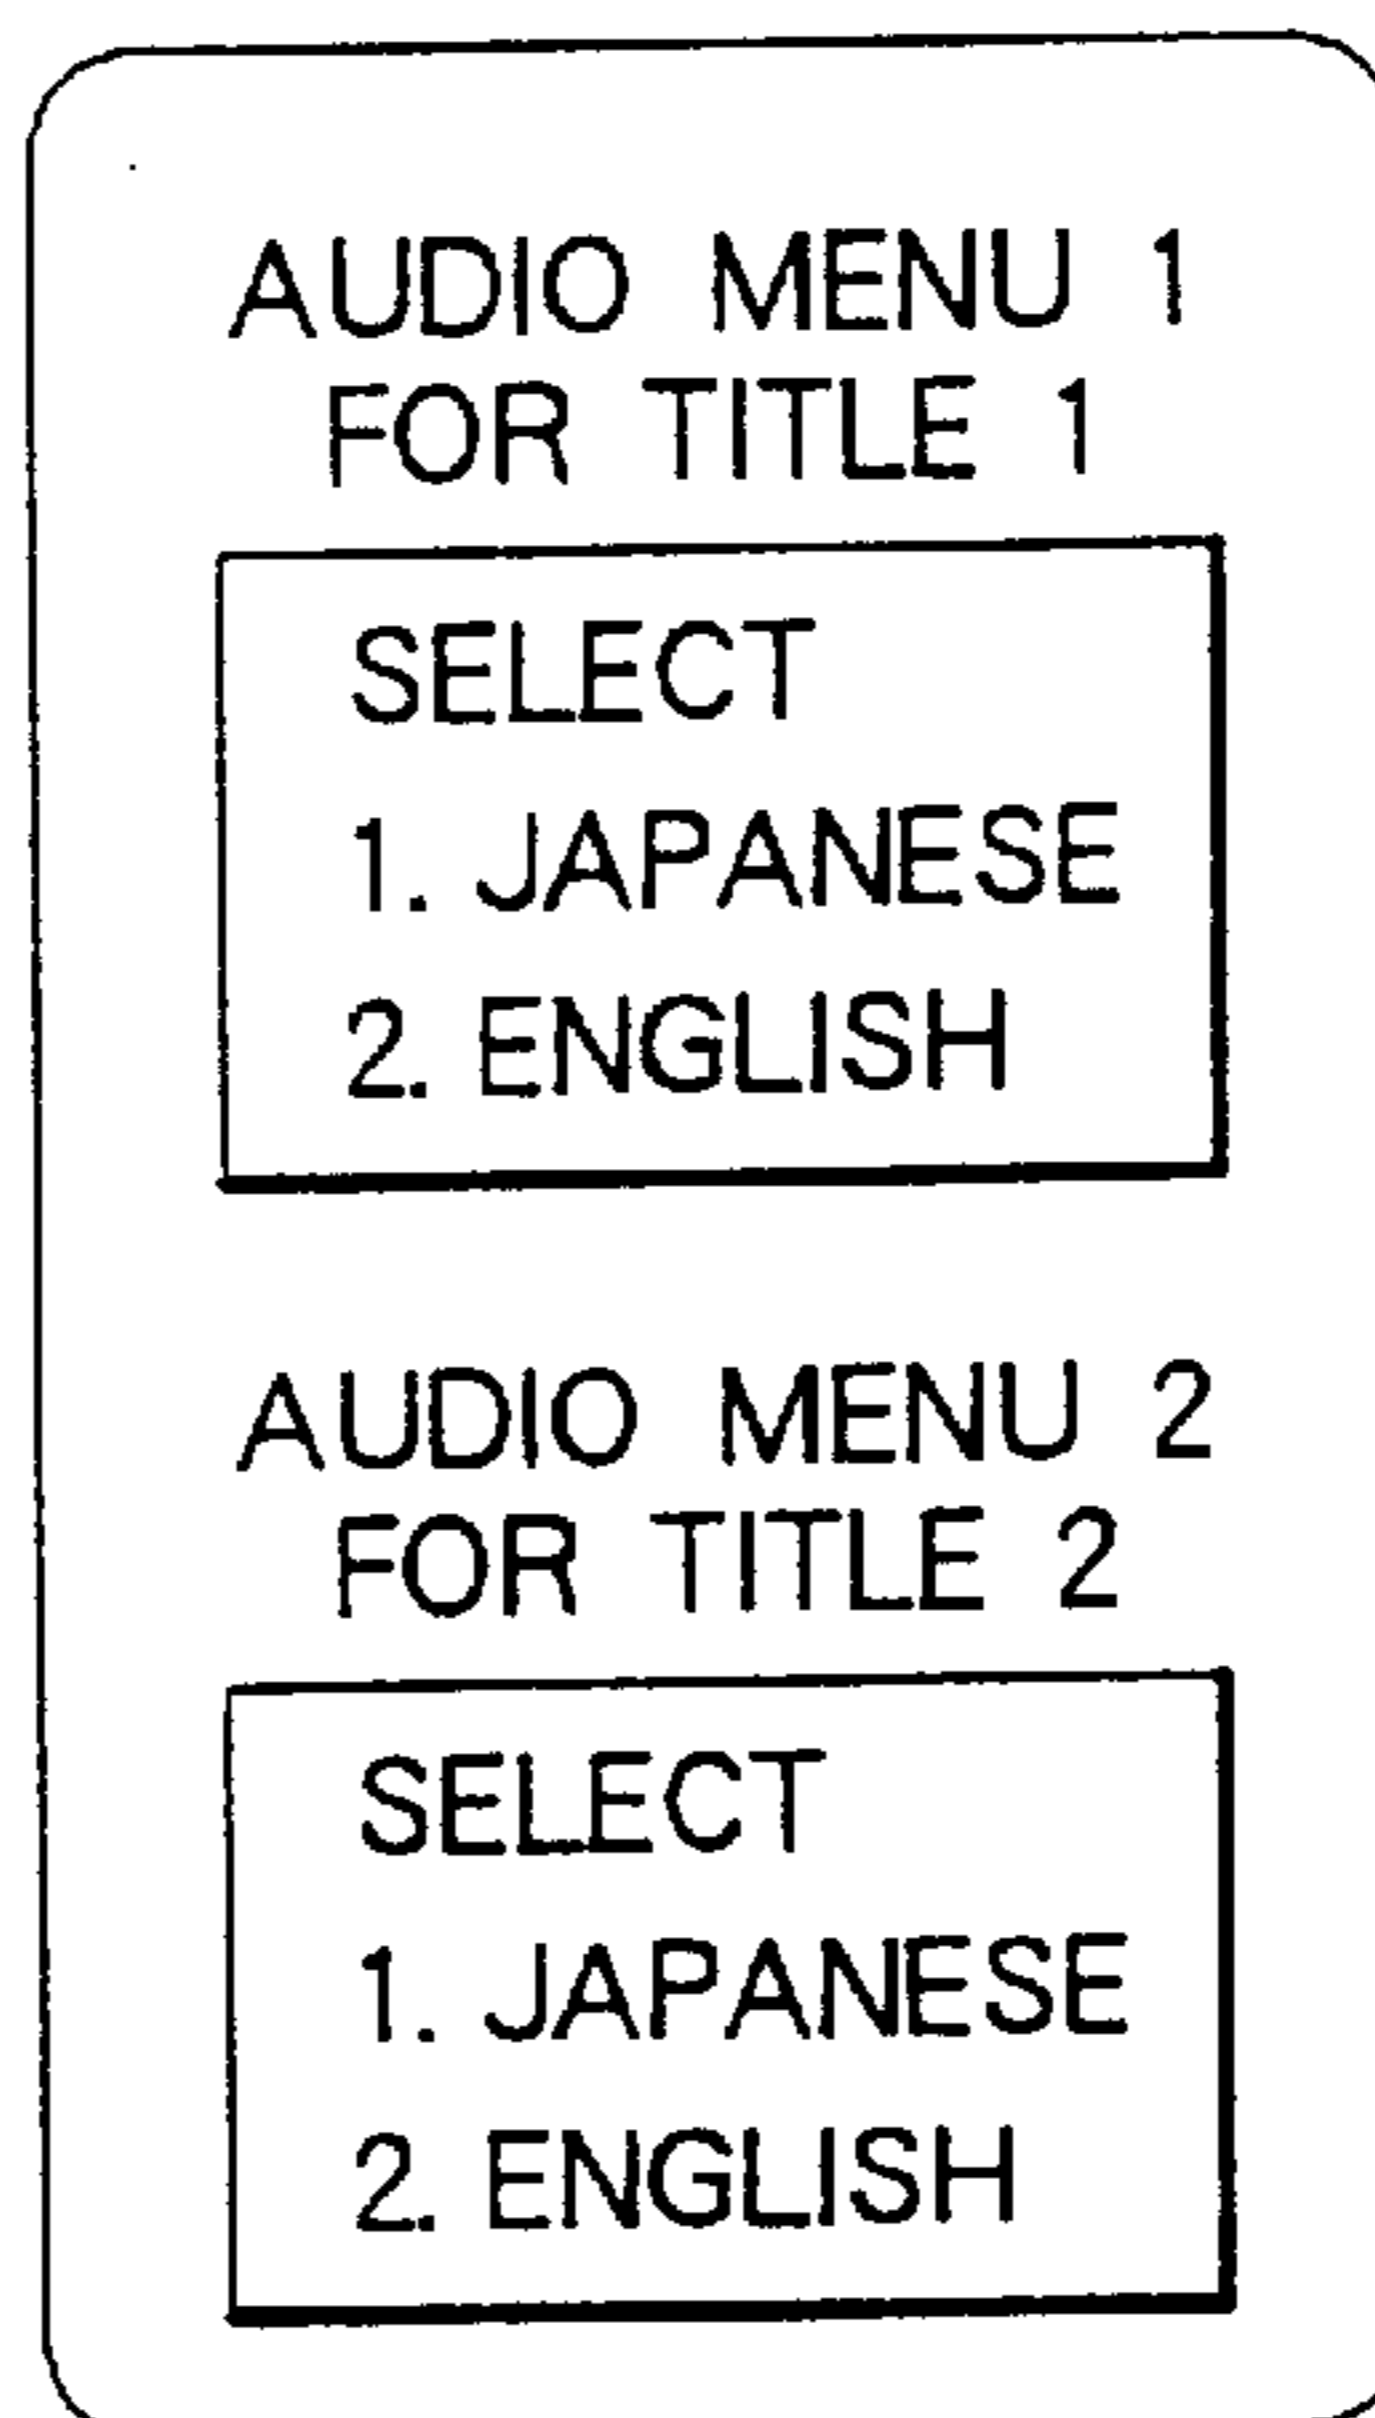 AUDIO MENU 1
FOR TITLE 1
SELECT
1. JAPANESE
2. ENGLISH
AUDIO MENU 2
FOR TITLE 2
SELECT
1. JAPANESE
2. ENGLISH